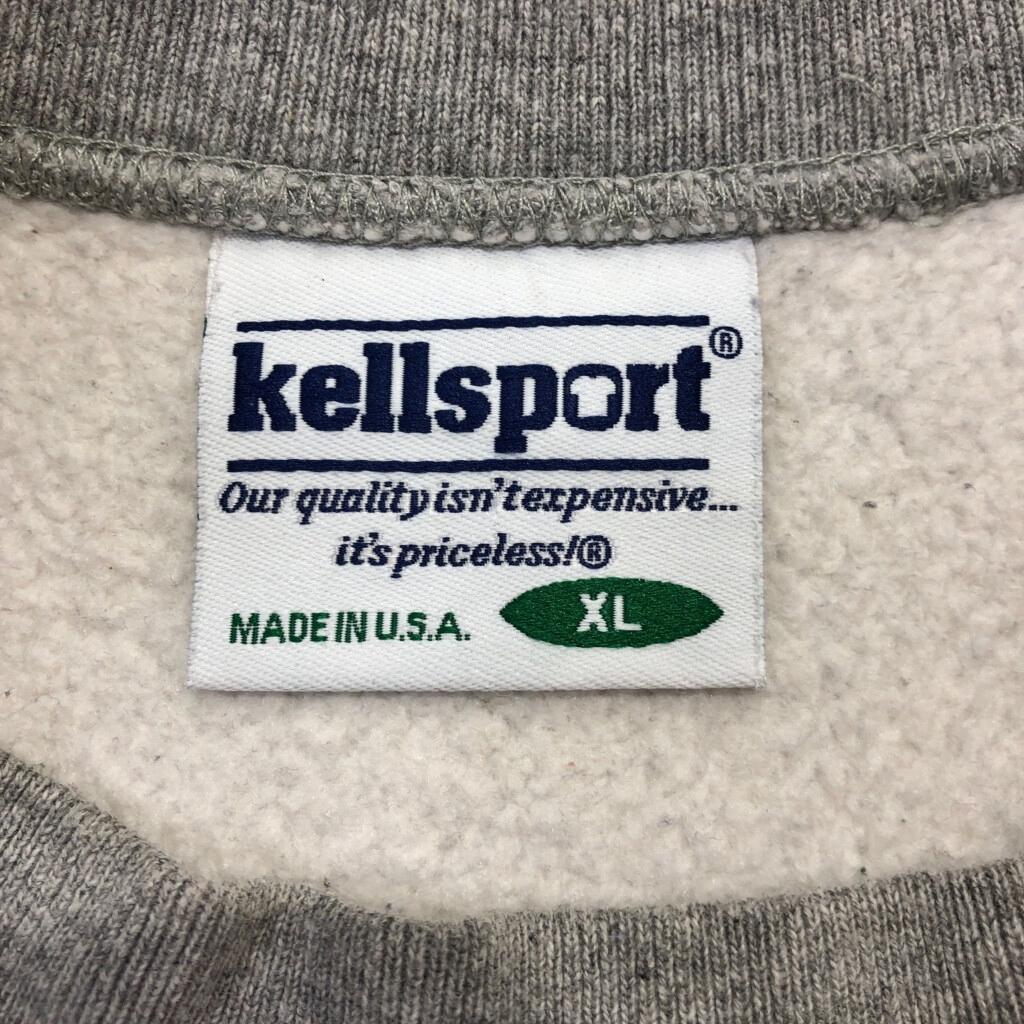 kellsport®
Our quality isn't expensive...
it's priceless!®
MADE IN U.S.A.
XL